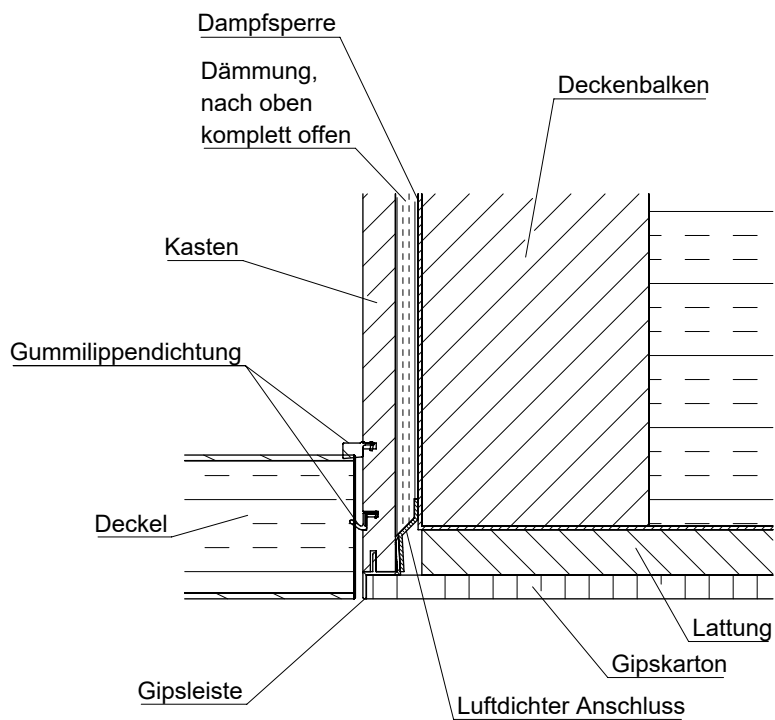 Dampfsperre
Dämmung,
nach oben
komplett offen
Deckenbalken
Kasten
Gummilippendichtung
Deckel
Lattung
Gipskarton
Gipsleiste
Luftdichter Anschluss